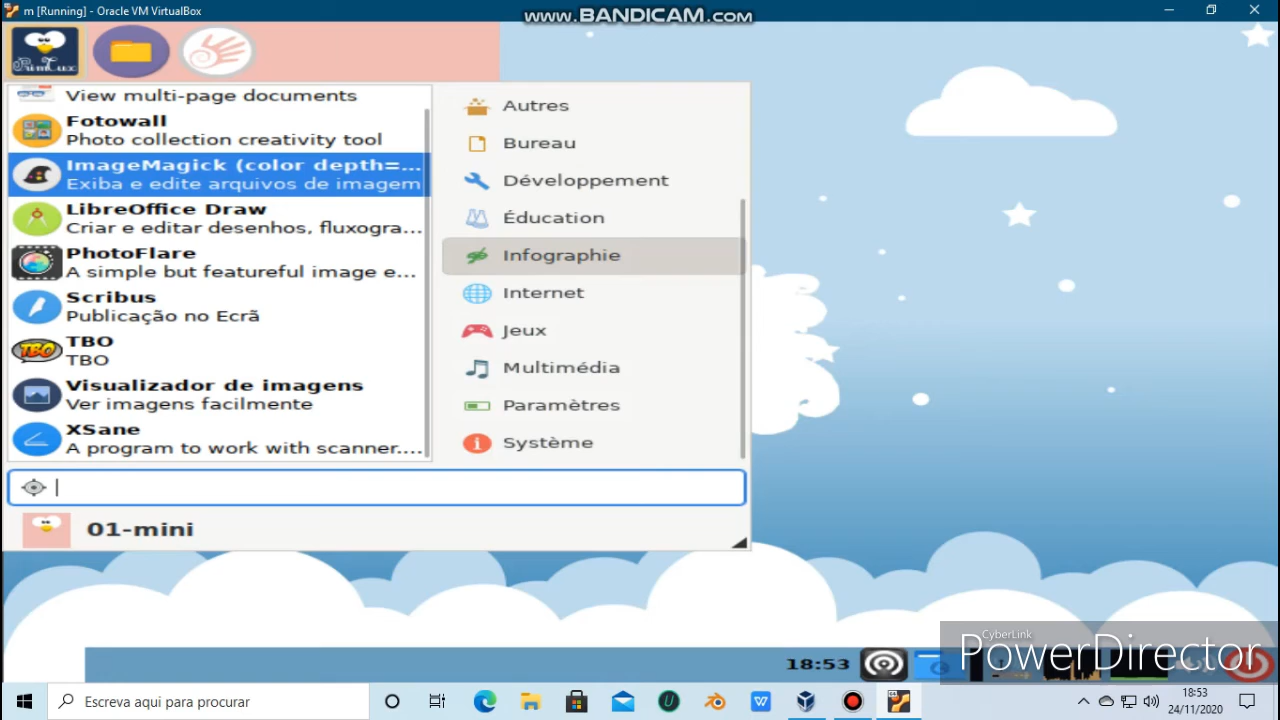 m [Running] - Oracle VM VirtualBox
www.BANDICAM.com
PrimTux
View multi-page documents
Fotowall
Photo collection creativity tool
ImageMagick (color depth=...
Exiba e edite arquivos de imagem
LibreOffice Draw
Criar e editar desenhos, fluxogra...
PhotoFlare
A simple but featureful image e...
Scribus
Publicação no Ecrã
TBO
TBO
TBO
Visualizador de imagens
Ver imagens facilmente
XSane
A program to work with scanner....
Autres
Bureau
Développement
Éducation
Infographie
Internet
Jeux
Multimédia
Paramètres
Système
01-mini
18:53
CyberLink
PowerDirector
Escreva aqui para procurar
18:53
24/11/2020